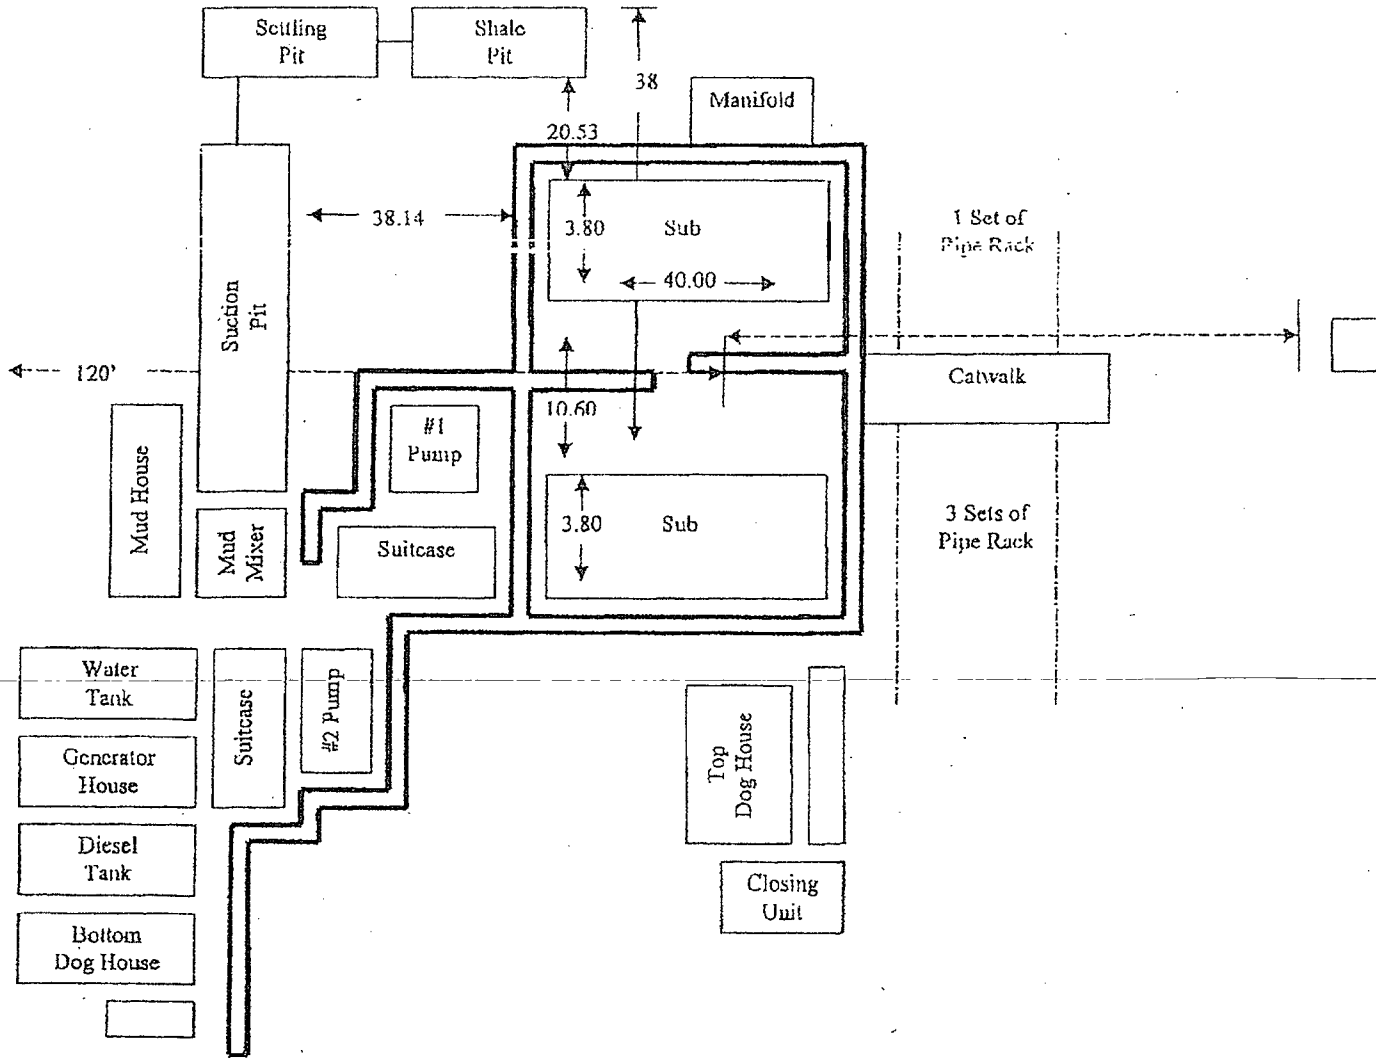 Settling
Pit
Shale
Pit
38
Manifold
20.53
38.14
3.80
Sub
40.00
1 Set of
Pipe Rack
Suction
Pit
120'
Catwalk
10.60
#1
Pump
Mud House
Mud
Mixer
Suitcase
3.80
Sub
3 Sets of
Pipe Rack
Water
Tank
Suitcase
#2 Pump
Generator
House
Top
Dog House
Diesel
Tank
Closing
Unit
Bottom
Dog House